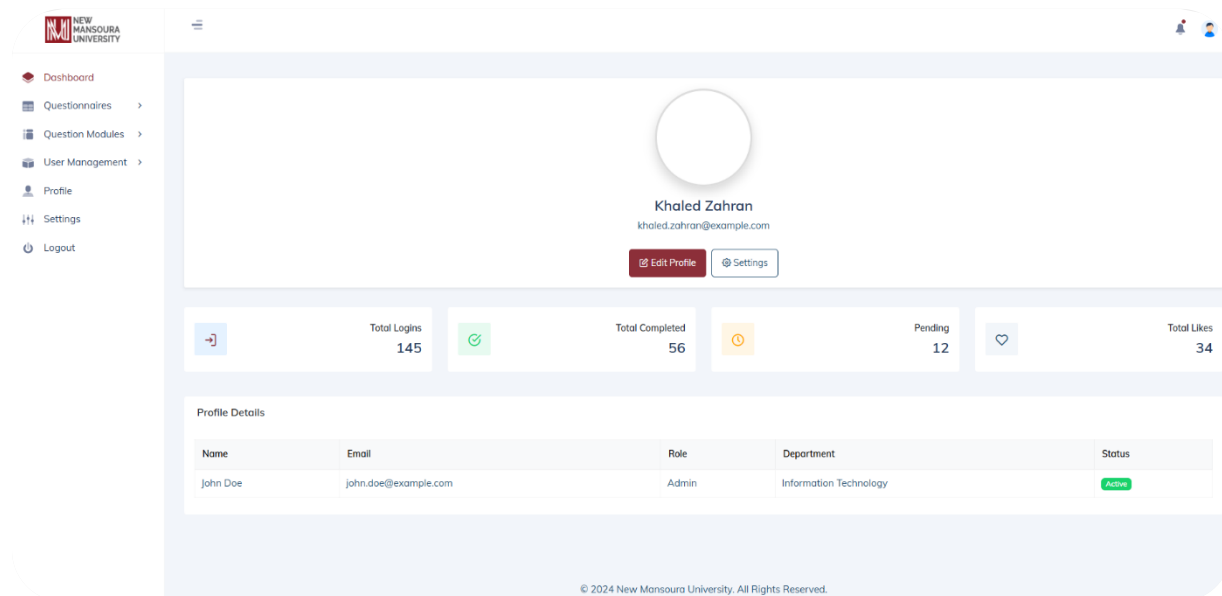 NEW
MANSOURA
UNIVERSITY
Dashboard
Questionnaires
Question Modules
User Management
Profile
Settings
Logout
Khaled Zahran
khaled.zahran@example.com
Edit Profile Settings
Total Logins
145
Total Completed
56
Pending
12
Total Likes
34
Profile Details
Name Email Role Department Status
John Doe john.doe@example.com Admin Information Technology Active
© 2024 New Mansoura University. All Rights Reserved.